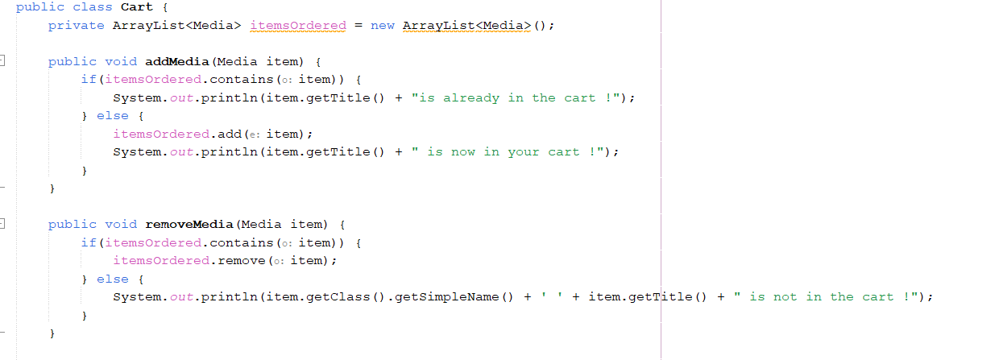 public class Cart {
    private ArrayList<Media> itemsOrdered = new ArrayList<Media>();
    public void addMedia(Media item) {
        if(itemsOrdered.contains(o: item)) {
            System.out.println(item.getTitle() + "is already in the cart !");
        } else {
            itemsOrdered.add(e: item);
            System.out.println(item.getTitle() + " is now in your cart !");
        }
    }
    public void removeMedia(Media item) {
        if(itemsOrdered.contains(o: item)) {
            itemsOrdered.remove(o: item);
        } else {
            System.out.println(item.getClass().getSimpleName() + ' ' + item.getTitle() + " is not in the cart !");
        }
    }